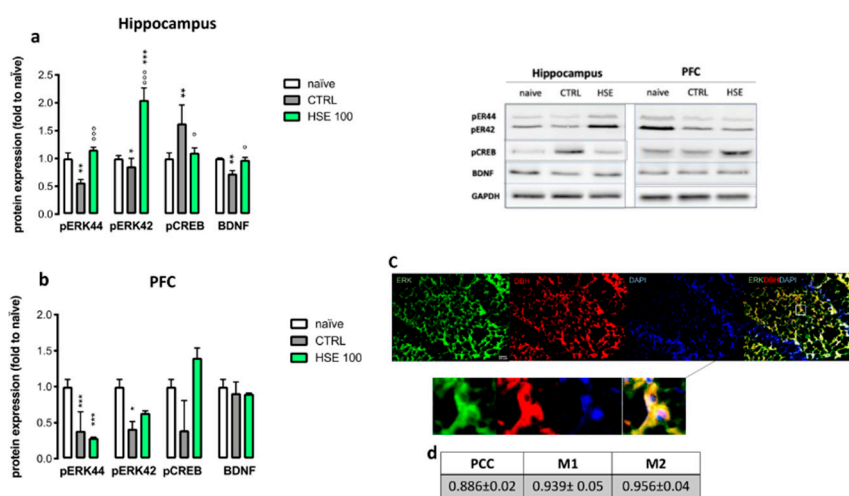 Hippocampus
a
protein expression (fold to naïve)
2.5
2.0
1.5
1.0
0.5
0.0
** °°° * °°° *** ** ° ** °
pERK44 pERK42 pCREB BDNF
naïve
CTRL
HSE 100
Hippocampus PFC
naive CTRL HSE naive CTRL HSE
pER44
pER42
pCREB
BDNF
GAPDH
b
PFC
protein expression (fold to naïve)
2.0
1.5
1.0
0.5
0.0
*** *** *
pERK44 pERK42 pCREB BDNF
naïve
CTRL
HSE 100
c
ERK DBH DAPI ERKDBHDAPI
d
PCC M1 M2
0.886±0.02 0.939± 0.05 0.956±0.04